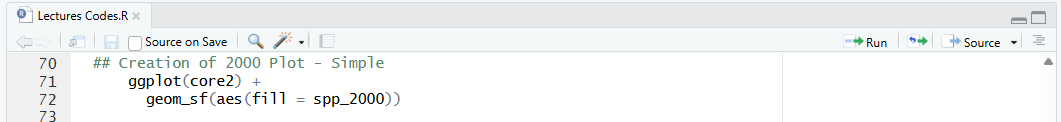 Lectures Codes.R
Source on Save
Run
Source
70 ## Creation of 2000 Plot - Simple
71 ggplot(core2) +
72 geom_sf(aes(fill = spp_2000))
73